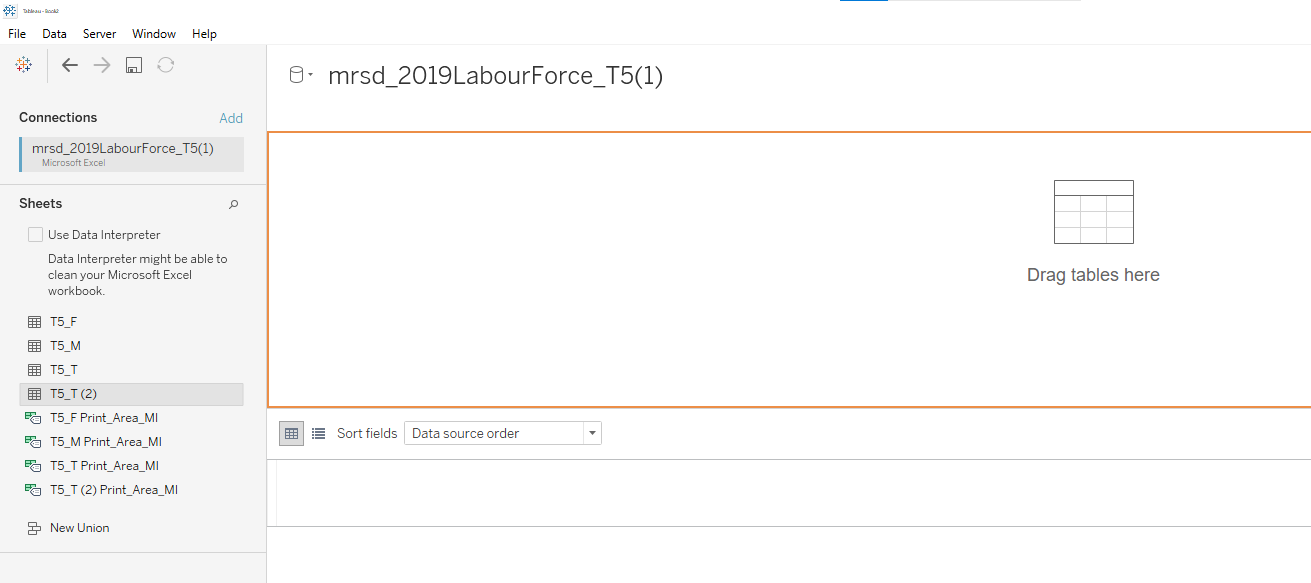 Tableau - Book2
File Data Server Window Help
mrsd_2019LabourForce_T5(1)
Connections Add
mrsd_2019LabourForce_T5(1)
Microsoft Excel
Sheets
Use Data Interpreter
Data Interpreter might be able to
clean your Microsoft Excel
workbook.
T5_F
T5_M
T5_T
T5_T (2)
T5_F Print_Area_MI
T5_M Print_Area_MI
T5_T Print_Area_MI
T5_T (2) Print_Area_MI
New Union
Drag tables here
Sort fields Data source order